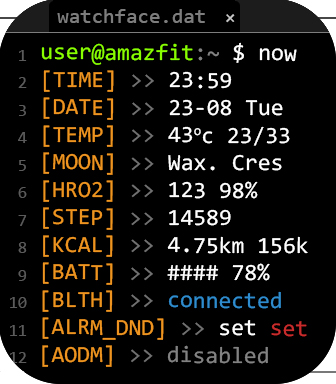 watchface.dat ×
1 user@amazfit:~ $ now
2 [TIME] >> 23:59
3 [DATE] >> 23-08 Tue
4 [TEMP] >> 43ºc 23/33
5 [MOON] >> Wax. Cres
6 [HRO2] >> 123 98%
7 [STEP] >> 14589
8 [KCAL] >> 4.75km 156k
9 [BATT] >> #### 78%
10 [BLTH] >> connected
11 [ALRM_DND] >> set set
12 [AODM] >> disabled